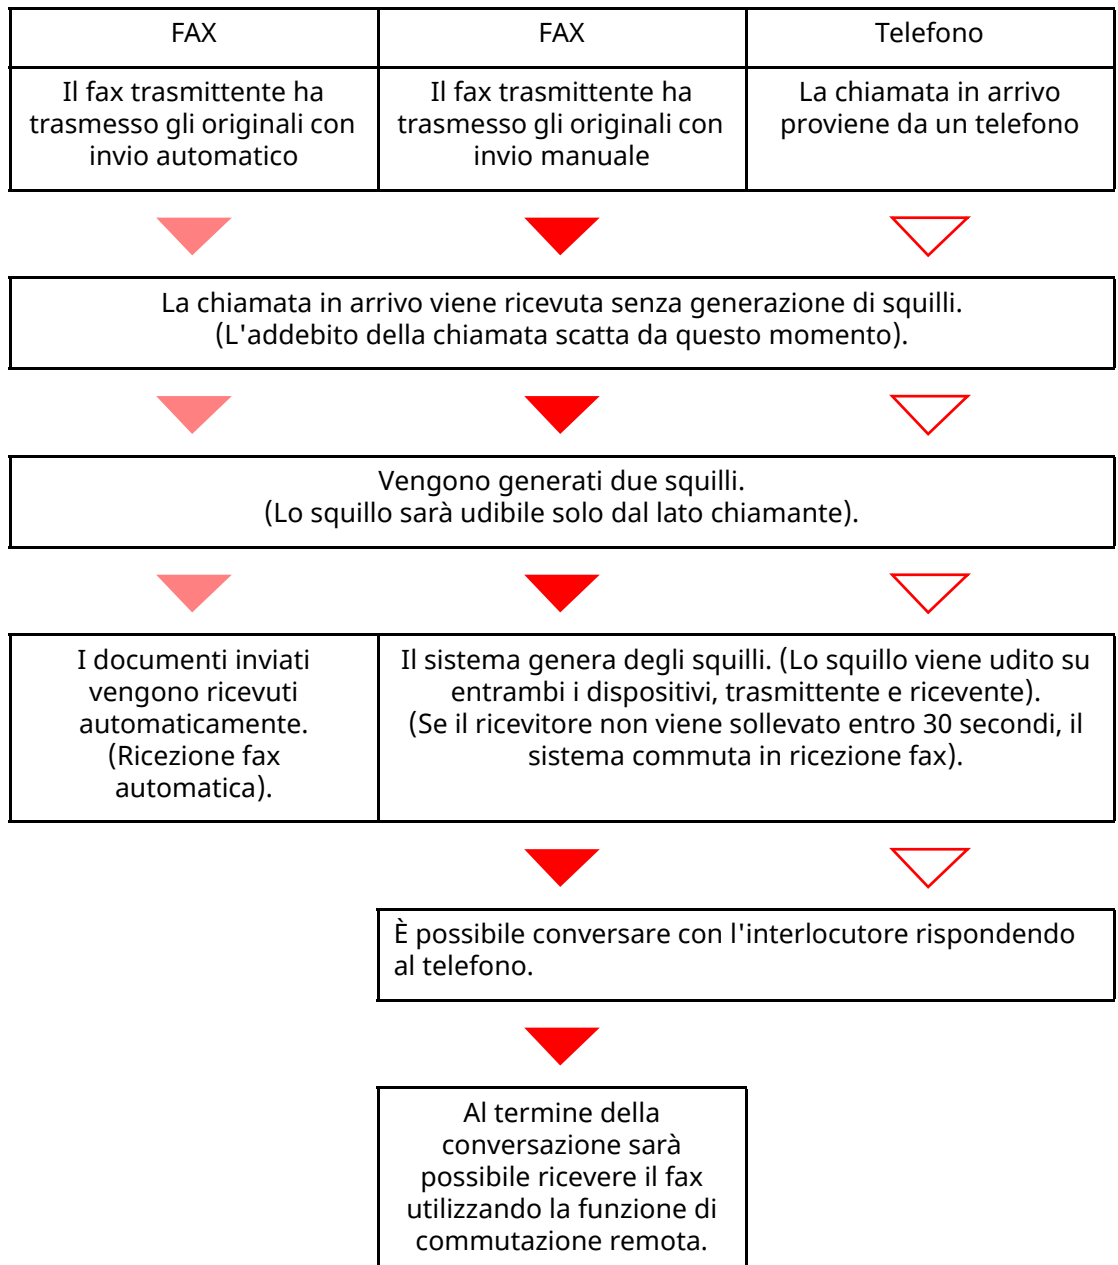 FAX
FAX
Telefono
Il fax trasmittente ha
trasmesso gli originali con
invio automatico
Il fax trasmittente ha
trasmesso gli originali con
invio manuale
La chiamata in arrivo
proviene da un telefono
La chiamata in arrivo viene ricevuta senza generazione di squilli.
(L'addebito della chiamata scatta da questo momento).
Vengono generati due squilli.
(Lo squillo sarà udibile solo dal lato chiamante).
I documenti inviati
vengono ricevuti
automaticamente.
(Ricezione fax
automatica).
Il sistema genera degli squilli. (Lo squillo viene udito su
entrambi i dispositivi, trasmittente e ricevente).
(Se il ricevitore non viene sollevato entro 30 secondi, il
sistema commuta in ricezione fax).
È possibile conversare con l'interlocutore rispondendo
al telefono.
Al termine della
conversazione sarà
possibile ricevere il fax
utilizzando la funzione di
commutazione remota.